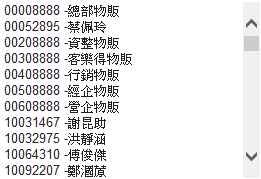 00008888 -總部物販
00052895 -蔡佩玲
00208888 -資整物販
00308888 -客樂得物販
00408888 -行銷物販
00508888 -經企物販
00608888 -營企物販
10031467 -謝昆助
10032975 -洪靜涵
10064310 -傅俊傑
10092207 -鄭涸薕